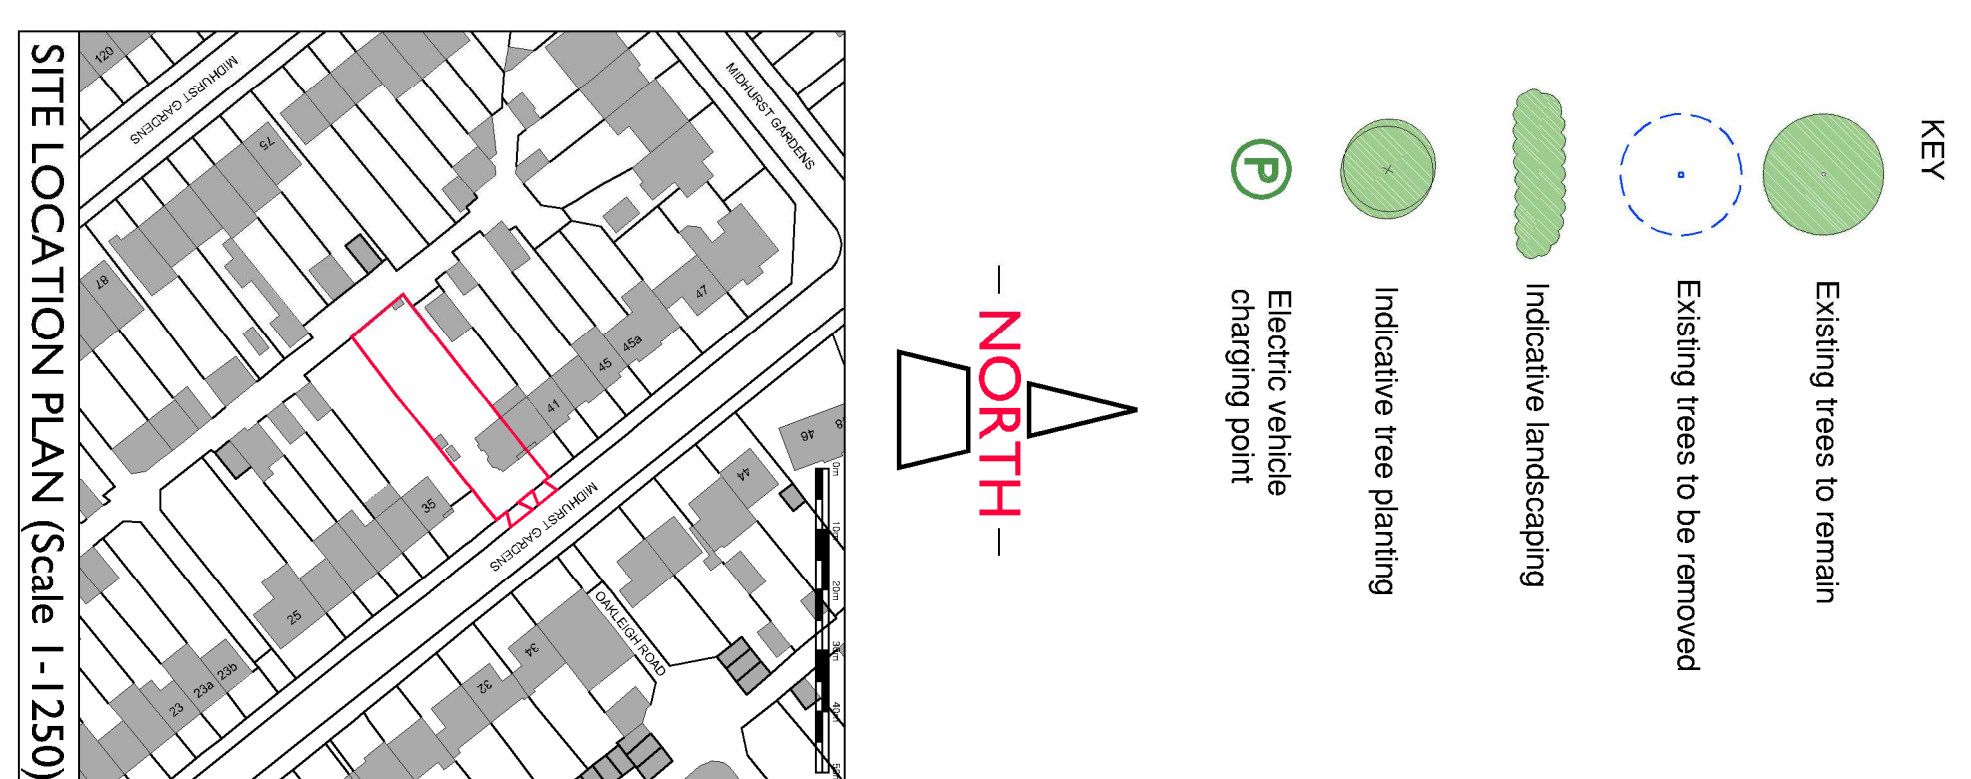 KEY
Existing trees to remain
Existing trees to be removed
Indicative landscaping
Indicative tree planting
Electric vehicle
charging point
P
— NORTH —
MIDHURST GARDENS
MIDHURST GARDENS
MIDHURST GARDENS
OAKLEIGH ROAD
120
75
87
47
45a
45
41
35
25
23b
23a
23
46
44
34
32
0m
10m
20m
30m
40m
SITE LOCATION PLAN (Scale 1-1250)